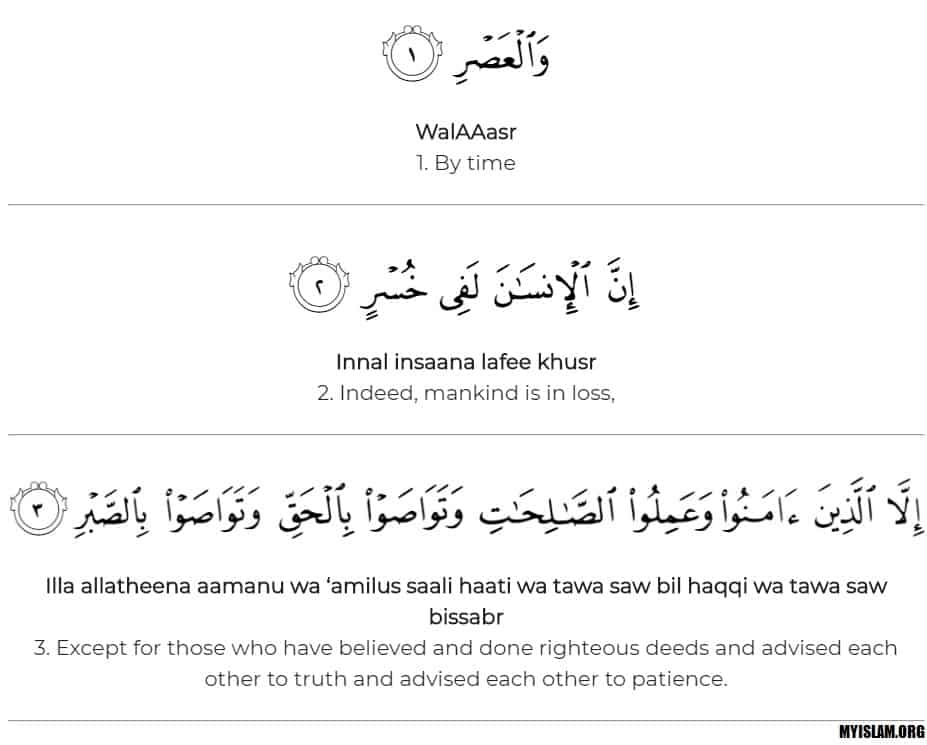 وَٱلْعَصْرِ ١
WalAAasr
1. By time
إِنَّ ٱلْإِنسَـٰنَ لَفِى خُسْرٍ ٢
Innal insaana lafee khusr
2. Indeed, mankind is in loss,
إِلَّا ٱلَّذِينَ ءَامَنُوا۟ وَعَمِلُوا۟ ٱلصَّـٰلِحَـٰتِ وَتَوَاصَوْا۟ بِٱلْحَقِّ وَتَوَاصَوْا۟ بِٱلصَّبْرِ ٣
Illa allatheena aamanu wa ‘amilus saali haati wa tawa saw bil haqqi wa tawa saw
bissabr
3. Except for those who have believed and done righteous deeds and advised each
other to truth and advised each other to patience.
MYISLAM.ORG